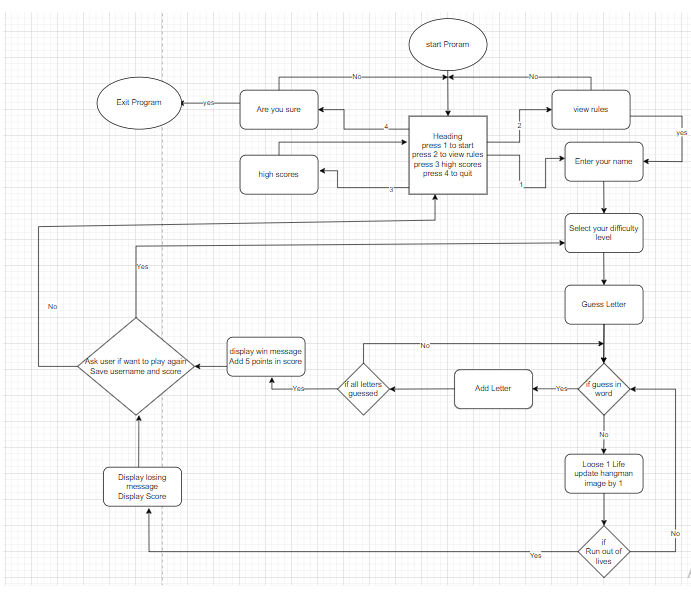 start Proram
No
No
Exit Program
yes
Are you sure
view rules
4
2
Heading
press 1 to start
press 2 to view rules
press 3 high scores
press 4 to quit
yes
Enter your name
high scores
3
1
Select your difficulty
level
Yes
Guess Letter
No
No
display win message
Add 5 points in score
Ask user if want to play again
Save username and score
Yes
if all letters
guessed
Add Letter
Yes
if guess in
word
No
Loose 1 Life
update hangman
image by 1
Display losing
message
Display Score
No
if
Run out of
lives
Yes